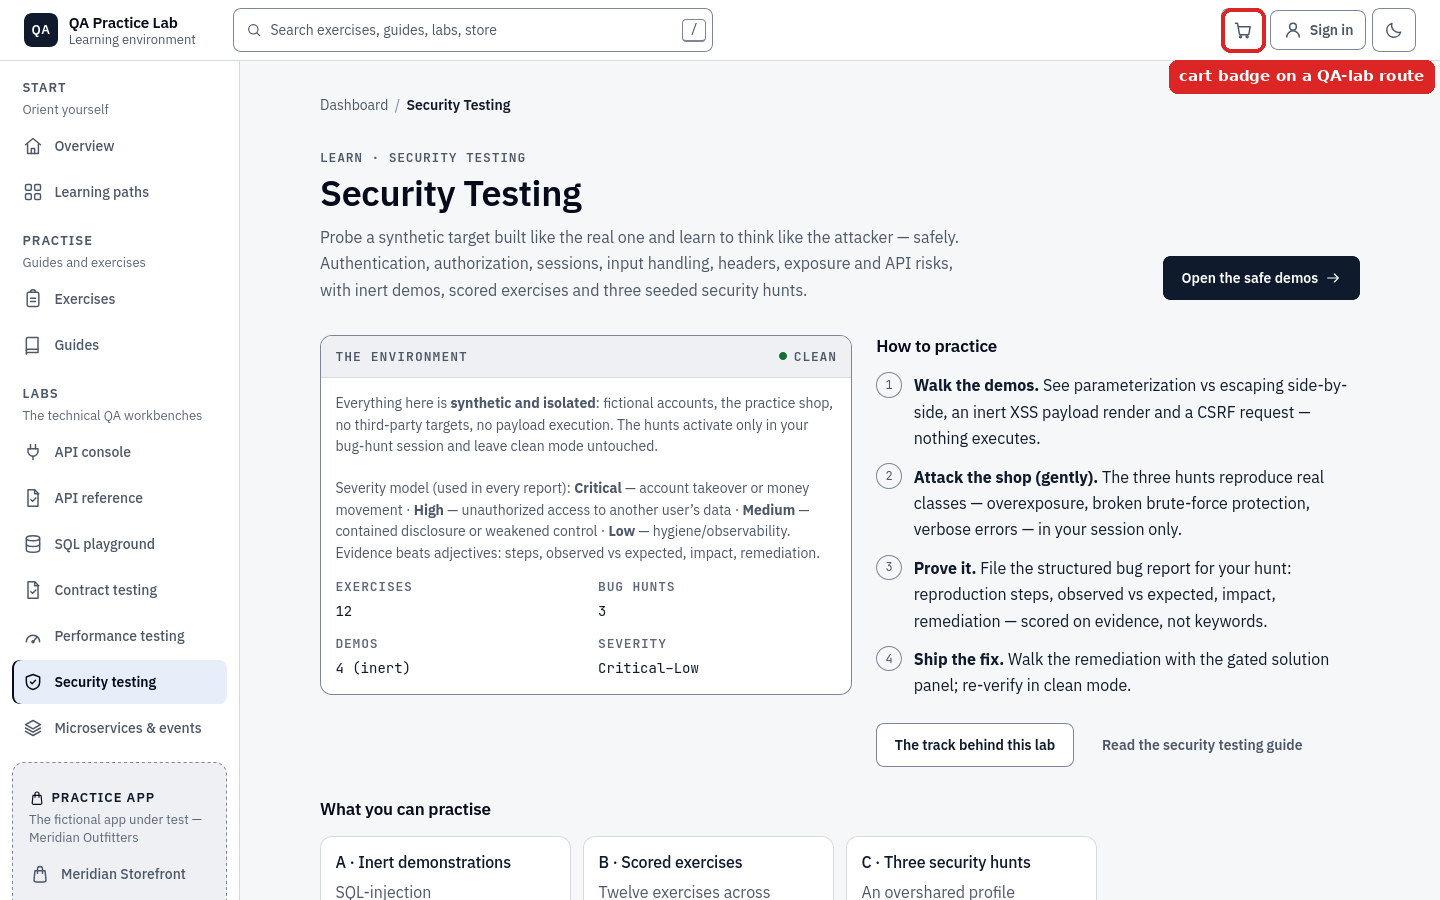 QA
QA Practice Lab
Learning environment
Search exercises, guides, labs, store
/
Sign in
cart badge on a QA-lab route
START
Orient yourself
Overview
Learning paths
PRACTISE
Guides and exercises
Exercises
Guides
LABS
The technical QA workbenches
API console
API reference
SQL playground
Contract testing
Performance testing
Security testing
Microservices & events
PRACTICE APP
The fictional app under test —
Meridian Outfitters
Meridian Storefront
Dashboard / Security Testing
LEARN · SECURITY TESTING
Security Testing
Probe a synthetic target built like the real one and learn to think like the attacker — safely.
Authentication, authorization, sessions, input handling, headers, exposure and API risks,
with inert demos, scored exercises and three seeded security hunts.
Open the safe demos →
THE ENVIRONMENT
CLEAN
Everything here is synthetic and isolated: fictional accounts, the practice shop,
no third-party targets, no payload execution. The hunts activate only in your
bug-hunt session and leave clean mode untouched.
Severity model (used in every report): Critical — account takeover or money
movement · High — unauthorized access to another user's data · Medium —
contained disclosure or weakened control · Low — hygiene/observability.
Evidence beats adjectives: steps, observed vs expected, impact, remediation.
EXERCISES
12
BUG HUNTS
3
DEMOS
4 (inert)
SEVERITY
Critical–Low
How to practice
1
Walk the demos. See parameterization vs escaping side-by-
side, an inert XSS payload render and a CSRF request —
nothing executes.
2
Attack the shop (gently). The three hunts reproduce real
classes — overexposure, broken brute-force protection,
verbose errors — in your session only.
3
Prove it. File the structured bug report for your hunt:
reproduction steps, observed vs expected, impact,
remediation — scored on evidence, not keywords.
4
Ship the fix. Walk the remediation with the gated solution
panel; re-verify in clean mode.
The track behind this lab
Read the security testing guide
What you can practise
A · Inert demonstrations
SQL-injection
B · Scored exercises
Twelve exercises across
C · Three security hunts
An overshared profile